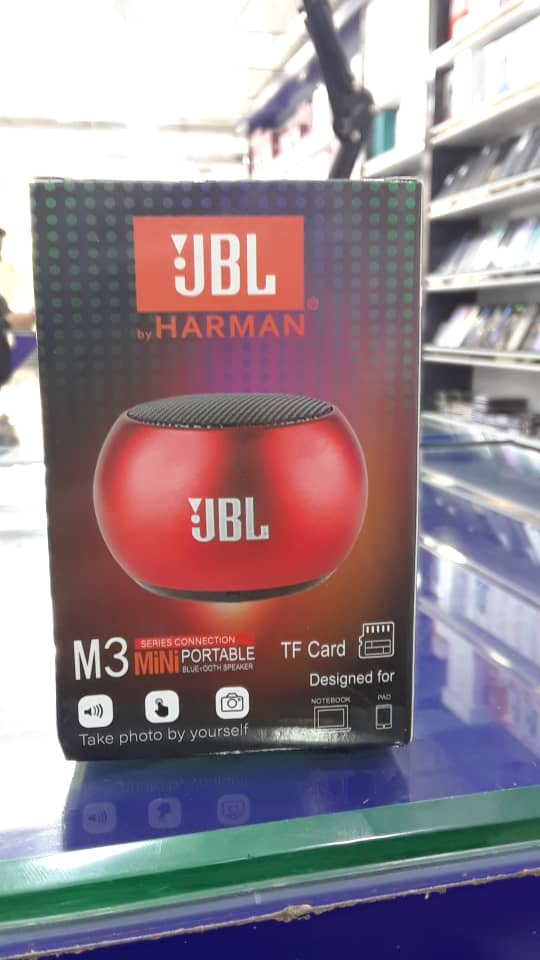 JBL
®
by HARMAN
JBL
M3
SERIES CONNECTION
MiNi PORTABLE
BLUETOOTH SPEAKER
TF Card
Designed for
NOTEBOOK
PAD
Take photo by yourself